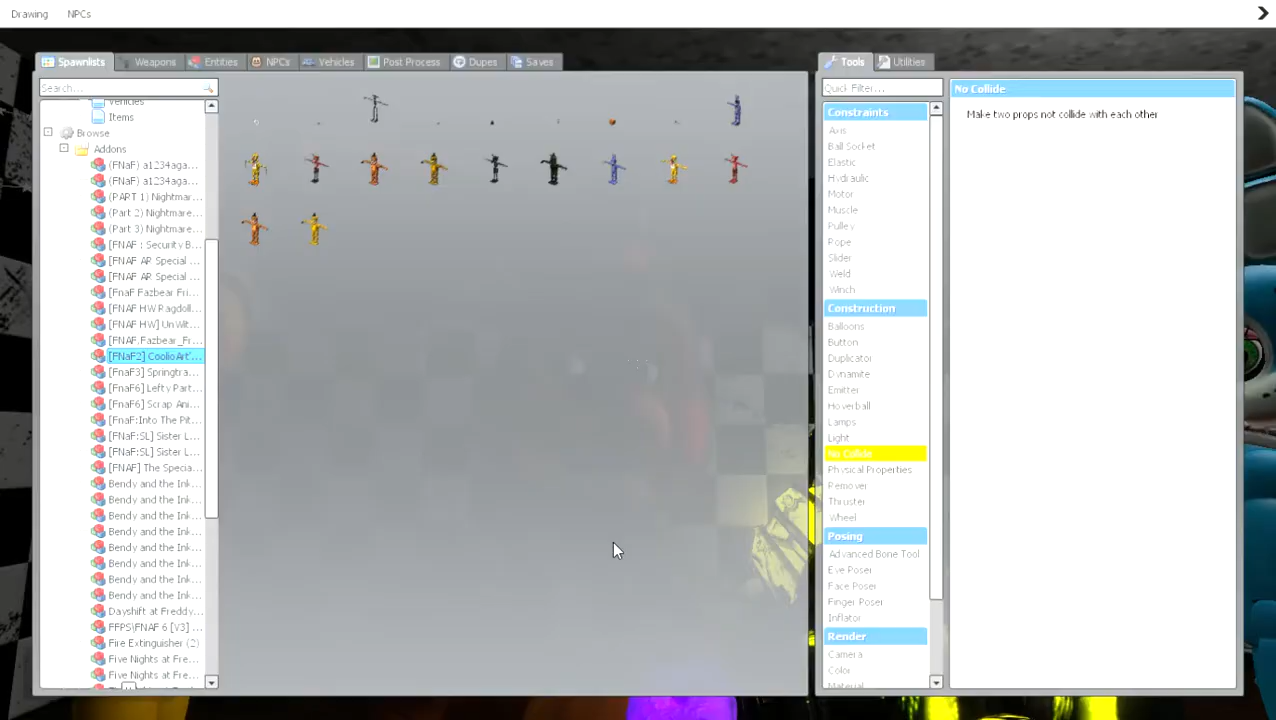 Drawing NPCs
Spawnlists Weapons Entities NPCs Vehicles Post Process Dupes Saves
Search...
Vehicles
Items
Browse
Addons
(FNaF) a1234aga...
(FNaF) a1234aga...
(PART 1) Nightmare...
(Part 2) Nightmare...
(Part 3) Nightmare...
[FNAF : Security B...
[FNAF AR Special ...
[FNAF AR Special ...
[FnaF Fazbear Fri...
[FNAF HW Ragdoll...
[FNAF HW] UnWit...
[FNAF.Fazbear_Fr...
[FNaF2] CoolioArt'...
[FnaF3] Springtra...
[FnaF6] Lefty Part...
[FnaF6] Scrap Ani...
[FnaF:Into The Pit...
[FNaF:SL] Sister L...
[FNaF:SL] Sister L...
[FNAF] The Specia...
Bendy and the Ink...
Bendy and the Ink...
Bendy and the Ink...
Bendy and the Ink...
Bendy and the Ink...
Bendy and the Ink...
Bendy and the Ink...
Bendy and the Ink...
Dayshift at Freddy...
FFPS\FNAF 6 [V3] ...
Fire Extinguisher (2)
Five Nights at Fre...
Five Nights at Fre...
Tools Utilities
Quick Filter...
Constraints
Axis
Ball Socket
Elastic
Hydraulic
Motor
Muscle
Pulley
Rope
Slider
Weld
Winch
Construction
Balloons
Button
Duplicator
Dynamite
Emitter
Hoverball
Lamps
Light
No Collide
Physical Properties
Remover
Thruster
Wheel
Posing
Advanced Bone Tool
Eye Poser
Face Poser
Finger Poser
Inflator
Render
Camera
Color
Material
No Collide
Make two props not collide with each other